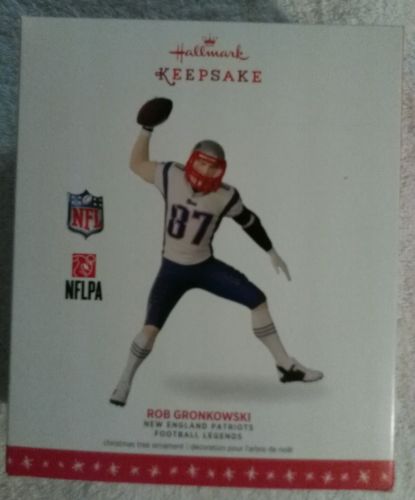 Hallmark
KEEPSAKE
87
NFL
NFLPA
ROB GRONKOWSKI
NEW ENGLAND PATRIOTS
FOOTBALL LEGENDS
christmas tree ornament | décoration pour l'arbre de noël